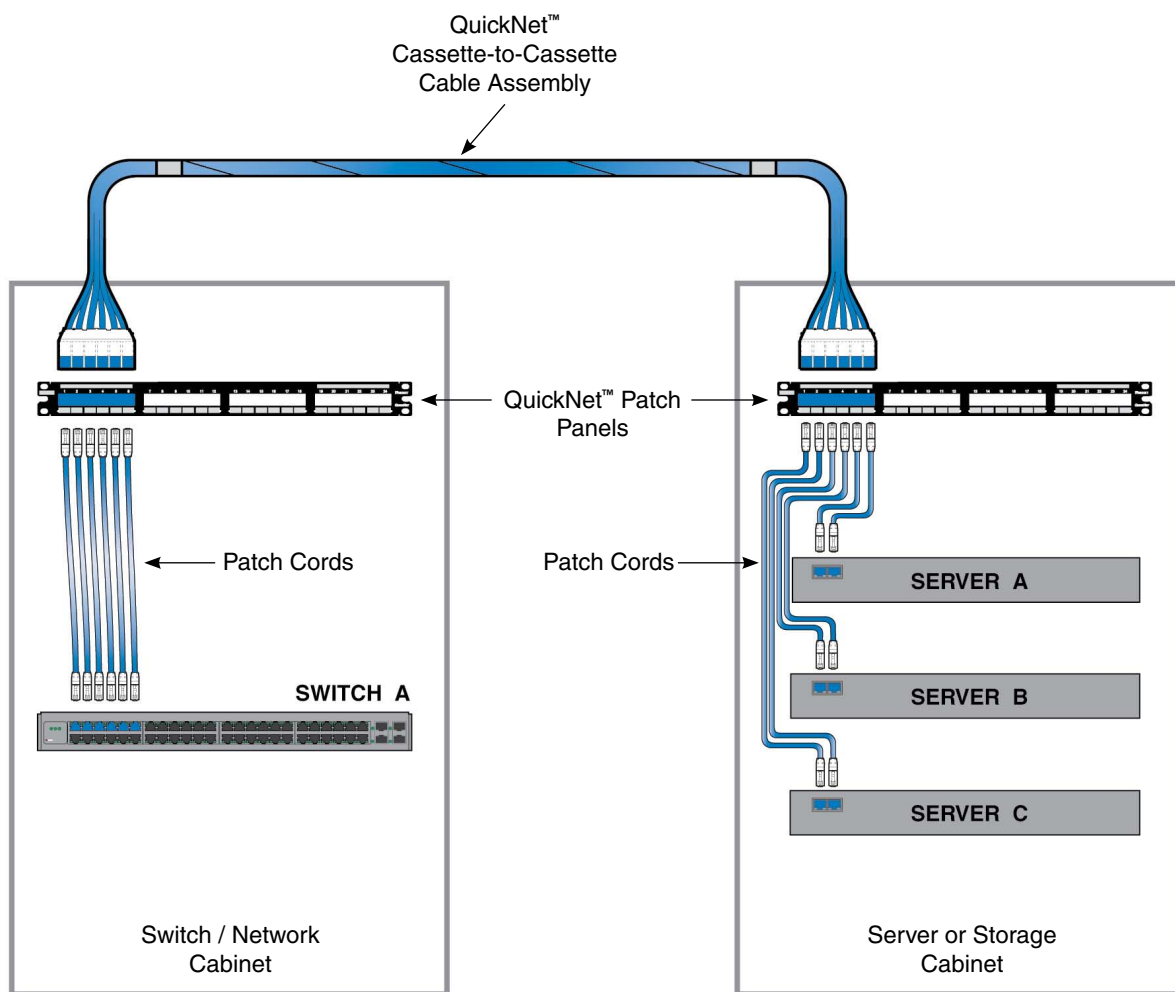 QuickNet™
Cassette-to-Cassette
Cable Assembly
QuickNet™ Patch
Panels
Patch Cords
Patch Cords
SWITCH A
SERVER A
SERVER B
SERVER C
Switch / Network
Cabinet
Server or Storage
Cabinet